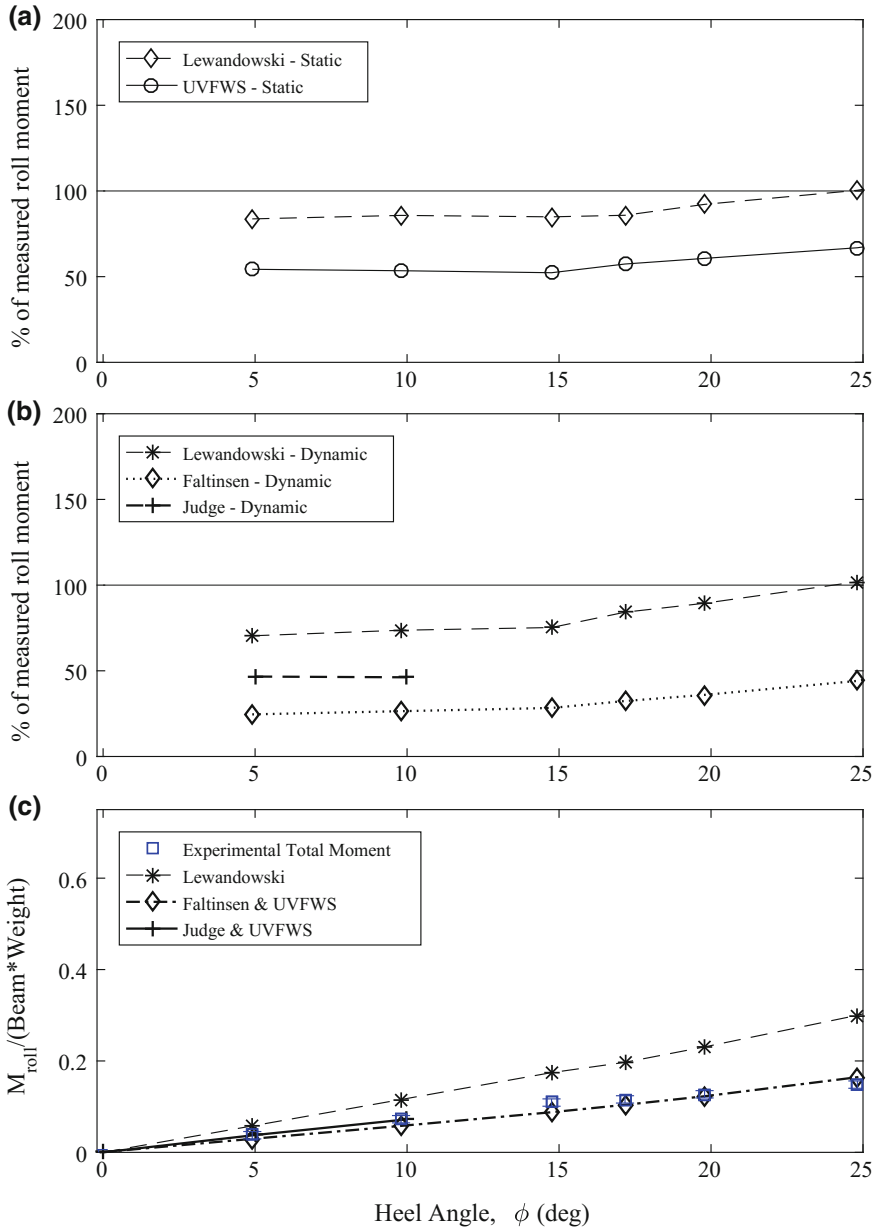 (a)
200
150
100
50
0
% of measured roll moment
Lewandowski - Static
UVFWS - Static
0 5 10 15 20 25
(b)
200
150
100
50
0
% of measured roll moment
Lewandowski - Dynamic
Faltinsen - Dynamic
Judge - Dynamic
0 5 10 15 20 25
(c)
0.6
0.4
0.2
0
M_roll/(Beam*Weight)
Experimental Total Moment
Lewandowski
Faltinsen & UVFWS
Judge & UVFWS
0 5 10 15 20 25
Heel Angle, ϕ (deg)